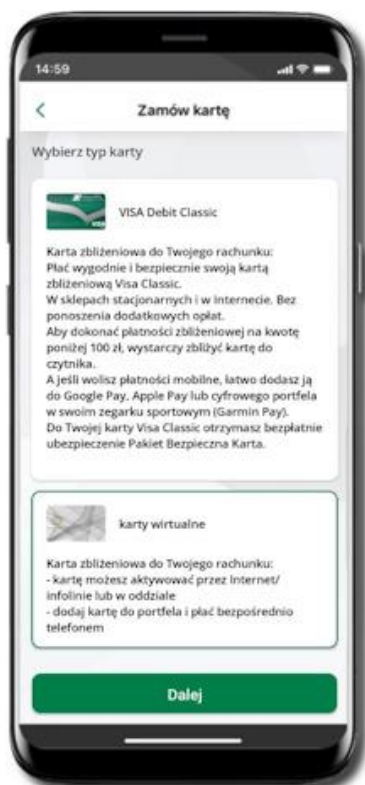 14:59
Zamów kartę
Wybierz typ karty
VISA Debit Classic
Karta zbliżeniowa do Twojego rachunku:
Płać wygodnie i bezpiecznie swoją kartą
zbliżeniową Visa Classic.
W sklepach stacjonarnych i w Internecie. Bez
ponoszenia dodatkowych opłat.
Aby dokonać płatności zbliżeniowej na kwotę
poniżej 100 zł, wystarczy zbliżyć kartę do
czytnika.
A jeśli wolisz płatności mobilne, łatwo dodasz ją
do Google Pay, Apple Pay lub cyfrowego portfela
w swoim zegarku sportowym (Garmin Pay).
Do Twojej karty Visa Classic otrzymasz bezpłatnie
ubezpieczenie Pakiet Bezpieczna Karta.
karty wirtualne
Karta zbliżeniowa do Twojego rachunku:
- kartę możesz aktywować przez Internet/
infolinie lub w oddziale
- dodaj kartę do portfela i płać bezpośrednio
telefonem
Dalej